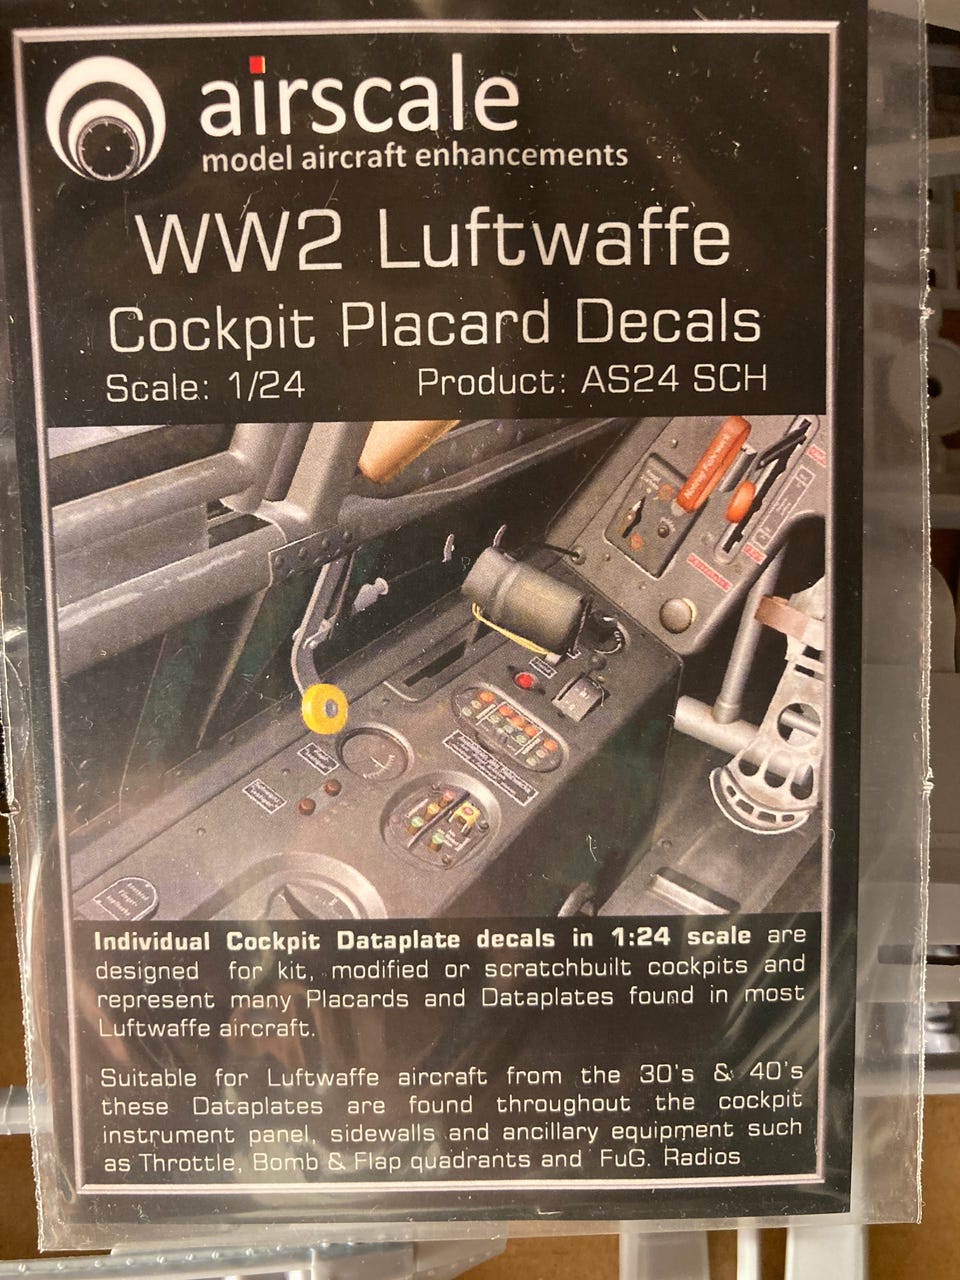 airscale
model aircraft enhancements
WW2 Luftwaffe
Cockpit Placard Decals
Scale: 1/24 Product: AS24 SCH
Individual Cockpit Dataplate decals in 1:24 scale are
designed for kit, modified or scratchbuilt cockpits and
represent many Placards and Dataplates found in most
Luftwaffe aircraft.
Suitable for Luftwaffe aircraft from the 30's & 40's
these Dataplates are found throughout the cockpit
instrument panel, sidewalls and ancillary equipment such
as Throttle, Bomb & Flap quadrants and FuG. Radios